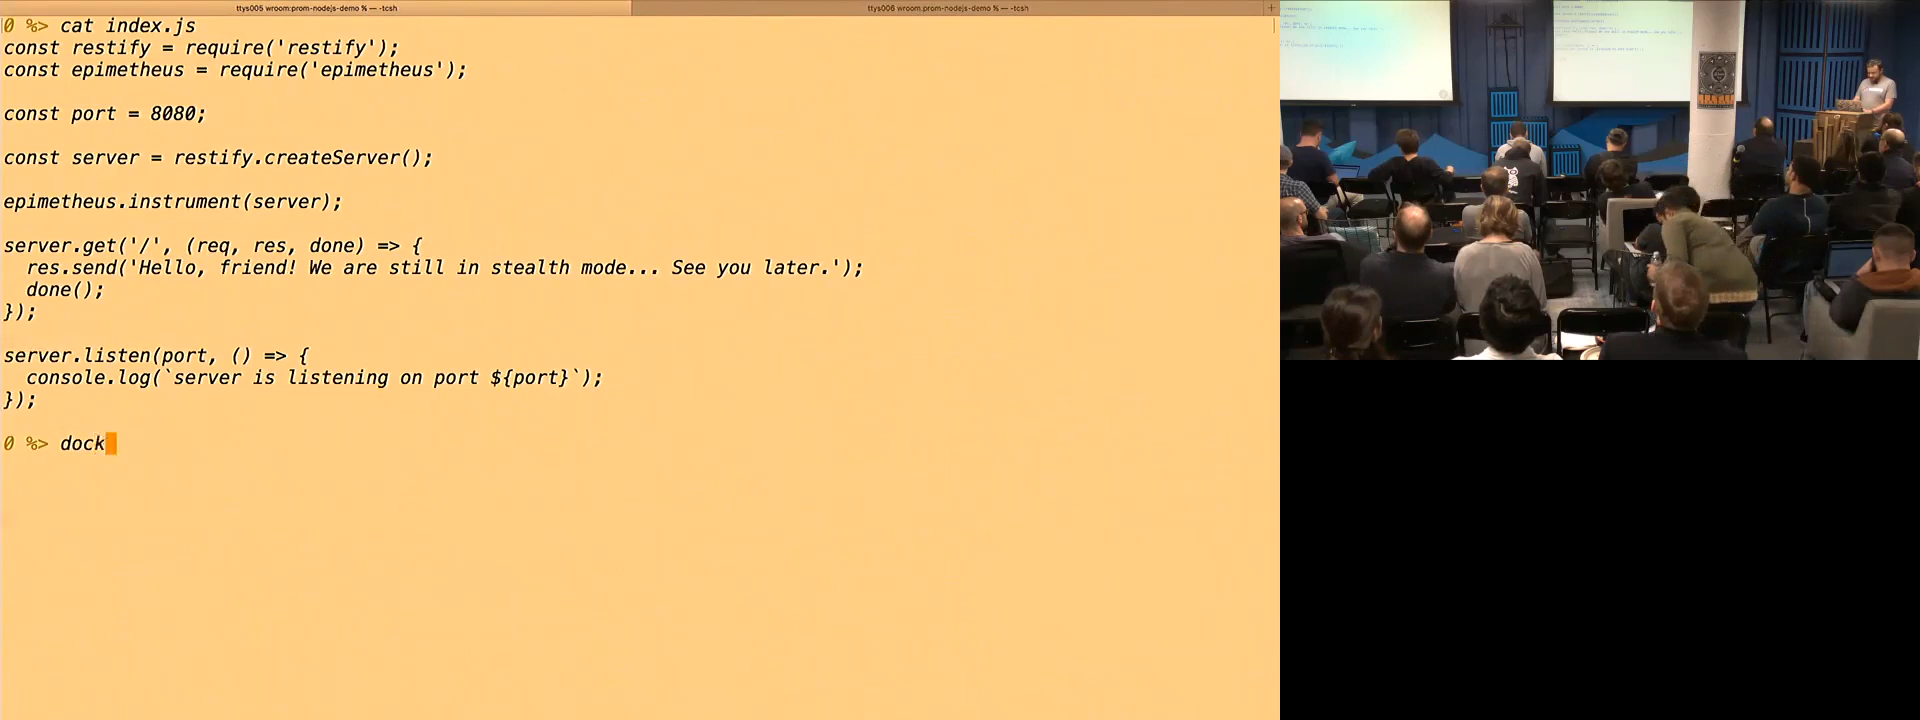 ttys005 wroom:prom-nodejs-demo % — -tcsh
ttys006 wroom:prom-nodejs-demo % — -tcsh
0 %> cat index.js
const restify = require('restify');
const epimetheus = require('epimetheus');
const port = 8080;
const server = restify.createServer();
epimetheus.instrument(server);
server.get('/', (req, res, done) => {
  res.send('Hello, friend! We are still in stealth mode... See you later.');
  done();
});
server.listen(port, () => {
  console.log(`server is listening on port ${port}`);
});
0 %> dock